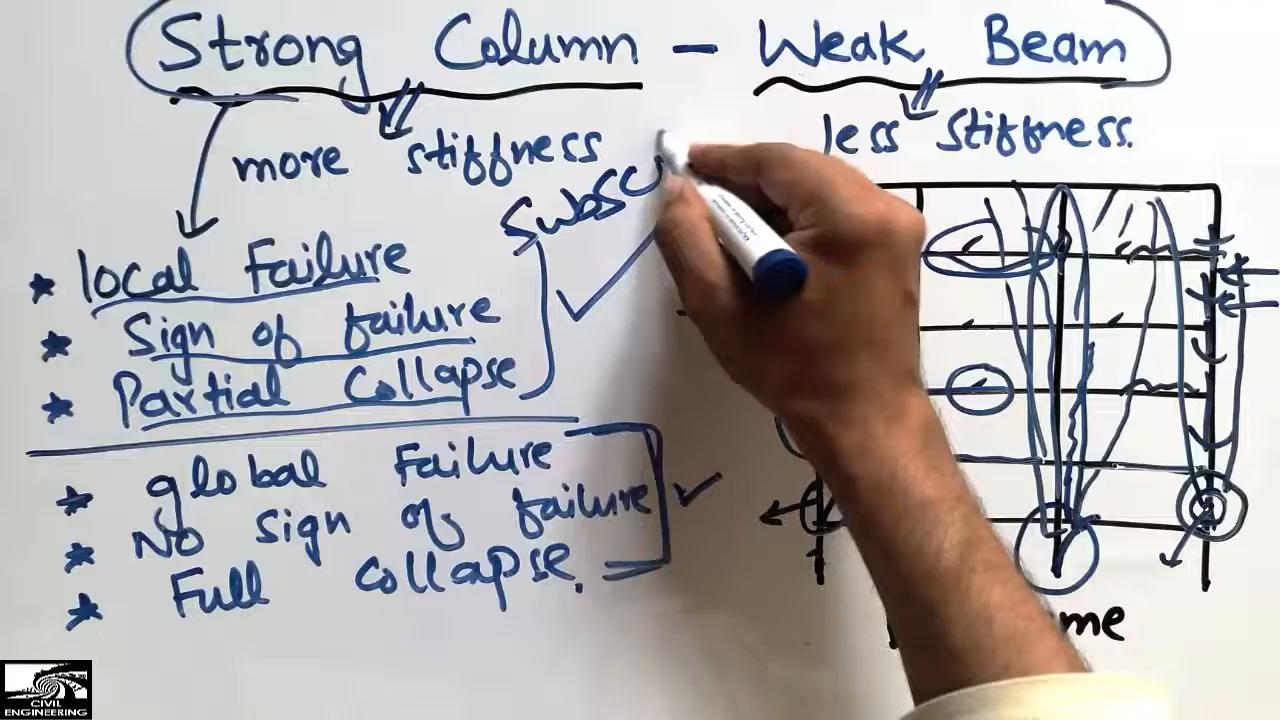 Strong Column - Weak Beam
more stiffness
less stiffness.
Subscr
* local Failure
* Sign of failure
* Partial Collapse
* global Failure
* No sign of failure
* Full collapse.
me
CIVIL
ENGINEERING